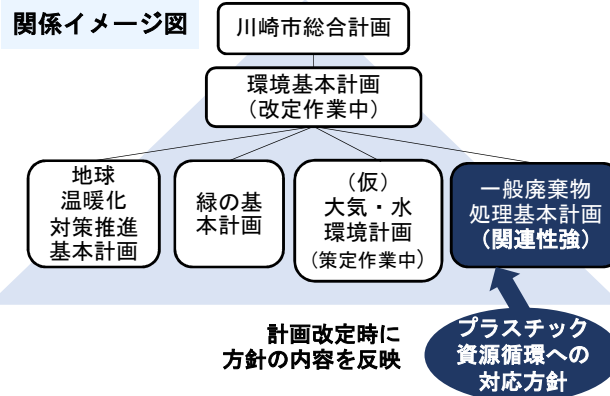 関係イメージ図
川崎市総合計画
環境基本計画
（改定作業中）
地球
温暖化
対策推進
基本計画
緑の基
本計画
（仮）
大気・水
環境計画
（策定作業中）
一般廃棄物
処理基本計画
（関連性強）
計画改定時に
方針の内容を反映
プラスチック
資源循環への
対応方針